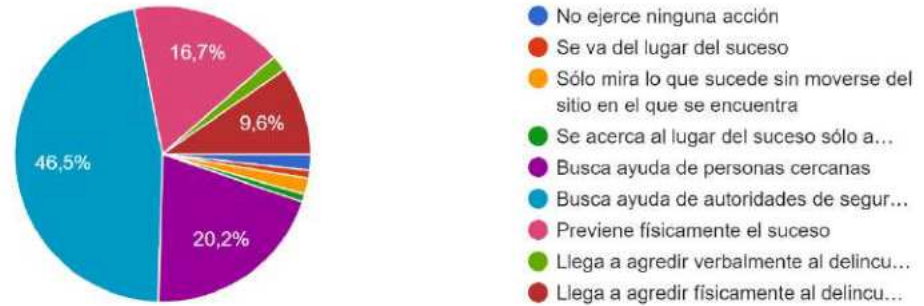 16,7%
9,6%
46,5%
20,2%
No ejerce ninguna acción
Se va del lugar del suceso
Sólo mira lo que sucede sin moverse del
sitio en el que se encuentra
Se acerca al lugar del suceso sólo a…
Busca ayuda de personas cercanas
Busca ayuda de autoridades de segur…
Previene físicamente el suceso
Llega a agredir verbalmente al delincu…
Llega a agredir físicamente al delincu…